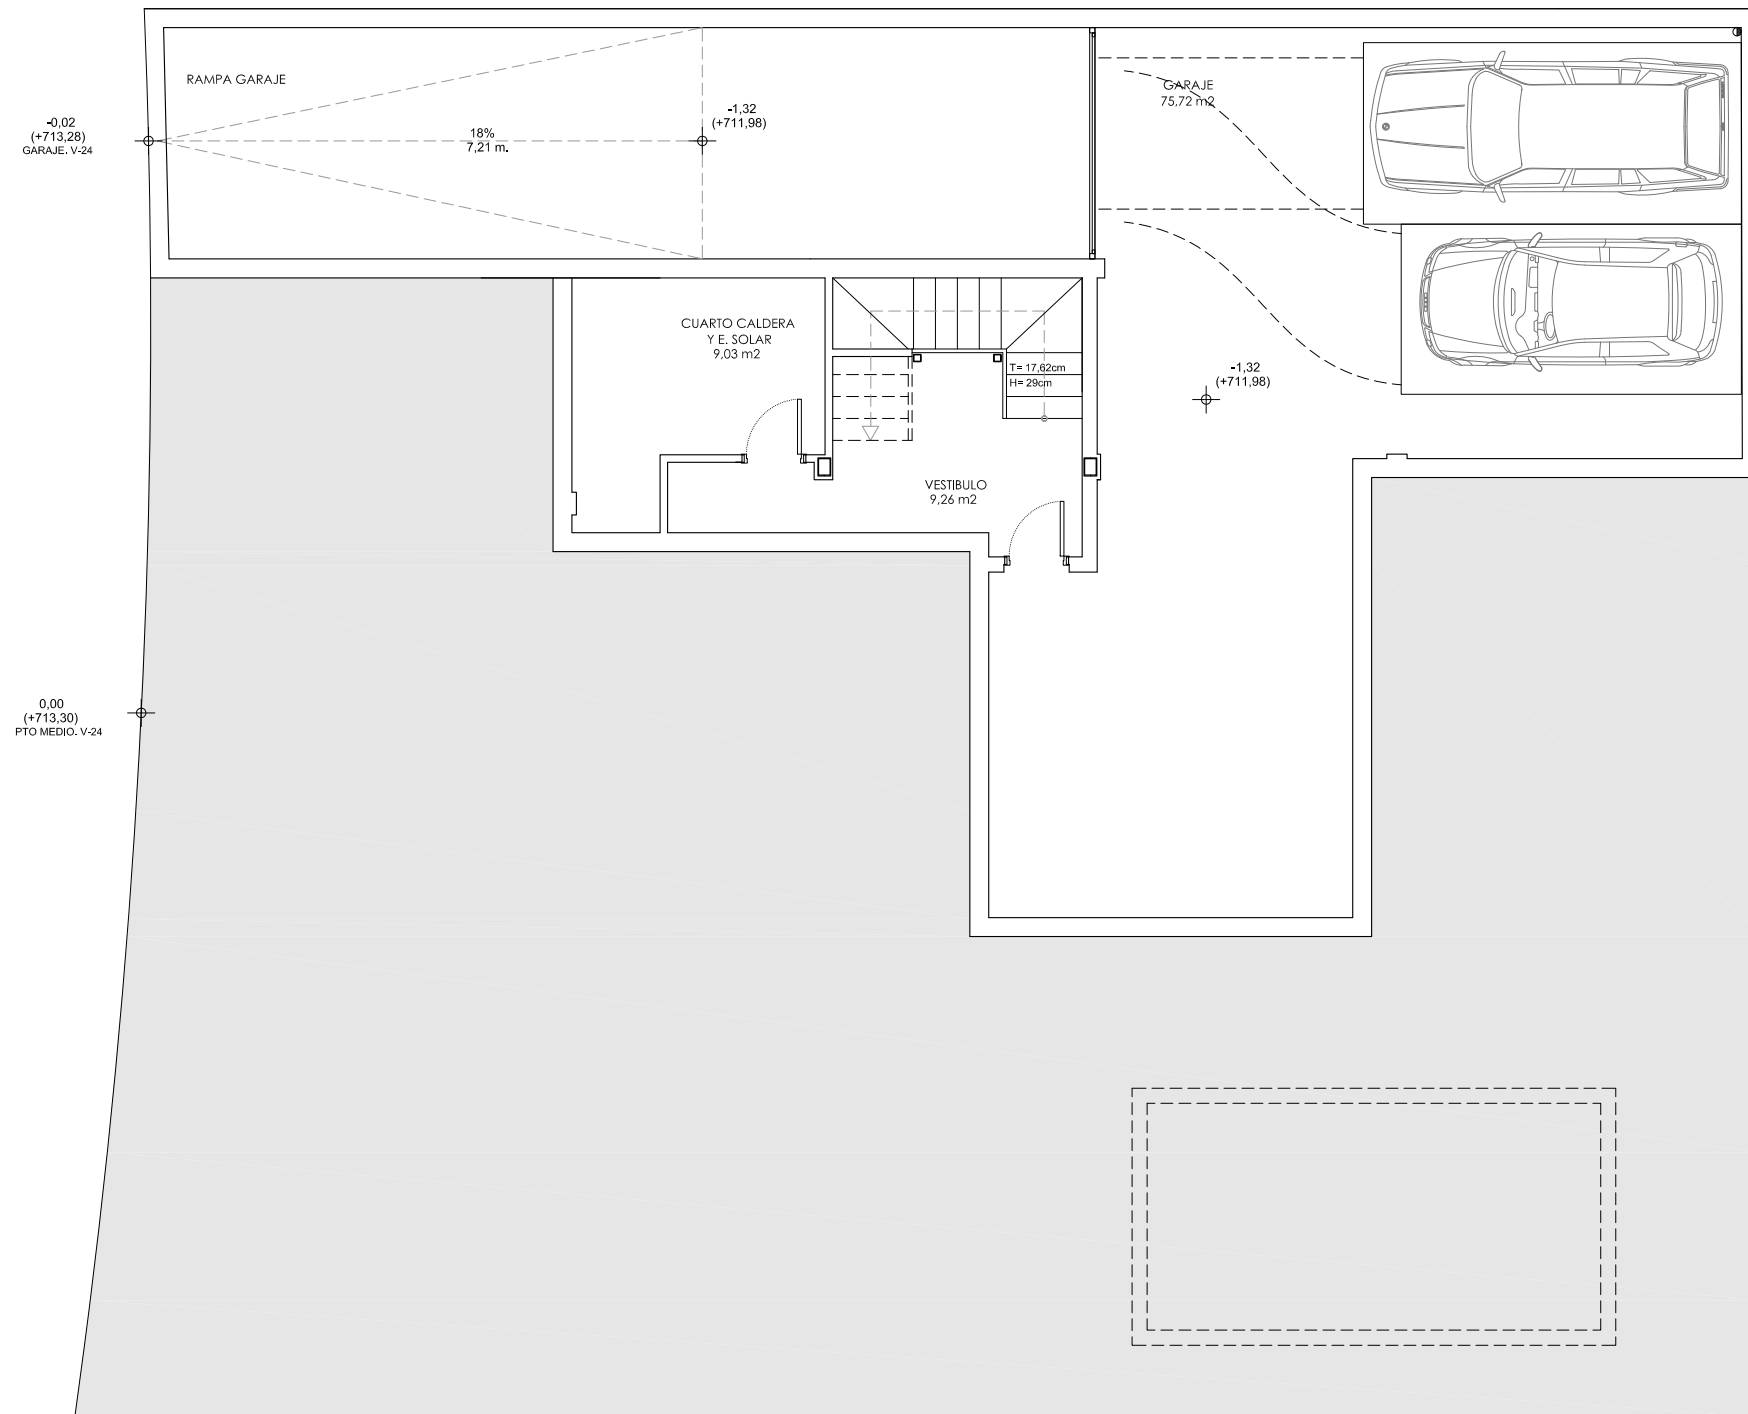 RAMPA GARAJE
-0,02
(+713,28)
GARAJE. V-24
18%
7,21 m.
-1,32
(+711,98)
GARAJE
75,72 m2
CUARTO CALDERA
Y E. SOLAR
9,03 m2
T= 17,62cm
H= 29cm
-1,32
(+711,98)
VESTIBULO
9,26 m2
0,00
(+713,30)
PTO MEDIO. V-24